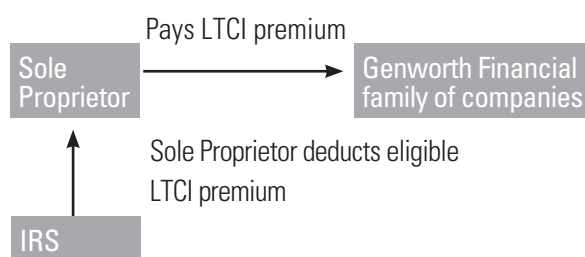 Pays LTCI premium
Sole
Proprietor
Genworth Financial
family of companies
Sole Proprietor deducts eligible
LTCI premium
IRS